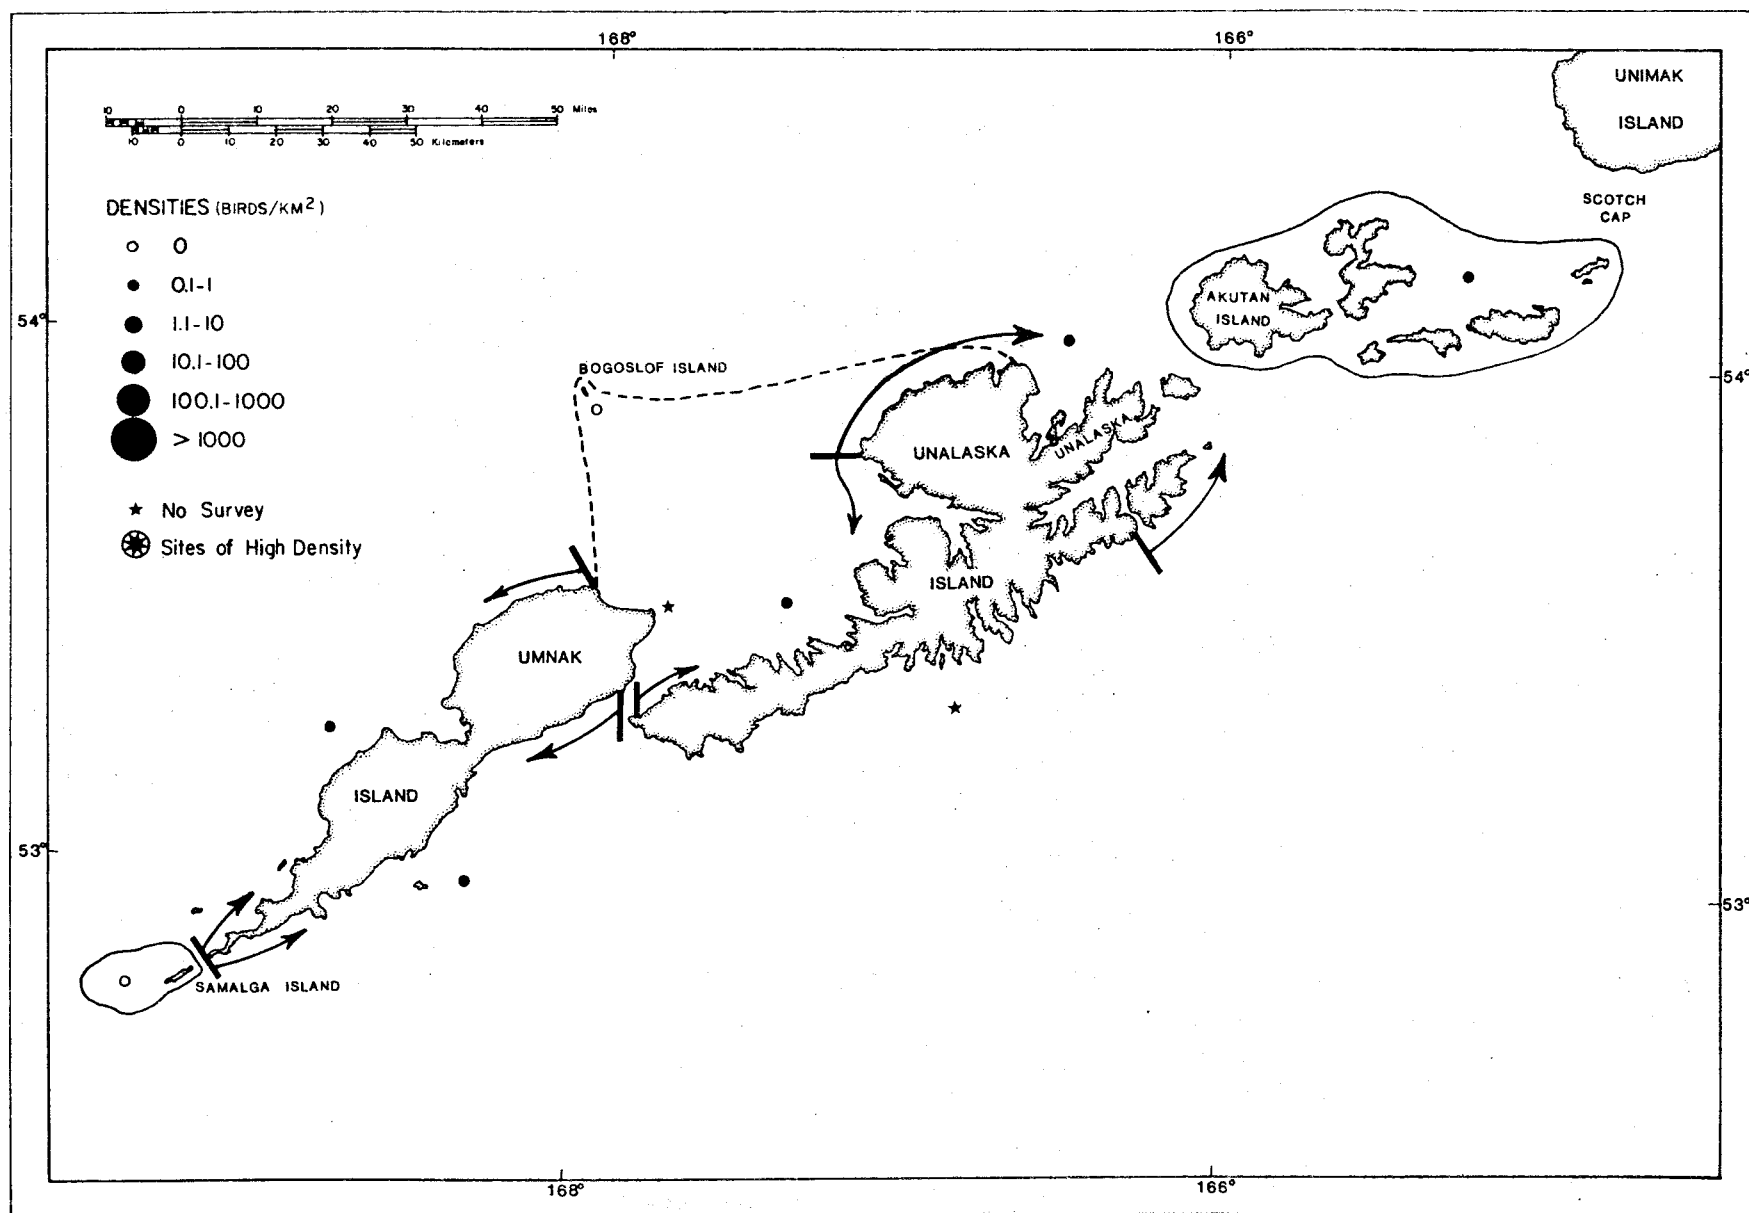 168°
166°
UNIMAK
ISLAND
10 0 10 20 30 40 50 Miles
10 0 10 20 30 40 50 Kilometers
DENSITIES (BIRDS/KM2)
0
0.1-1
1.1-10
10.1-100
100.1-1000
> 1000
No Survey
Sites of High Density
SCOTCH
CAP
AKUTAN
ISLAND
54°
54°
BOGOSLOF ISLAND
UNALASKA
UNALASKA
ISLAND
UMNAK
ISLAND
53°
53°
SAMALGA ISLAND
168°
166°